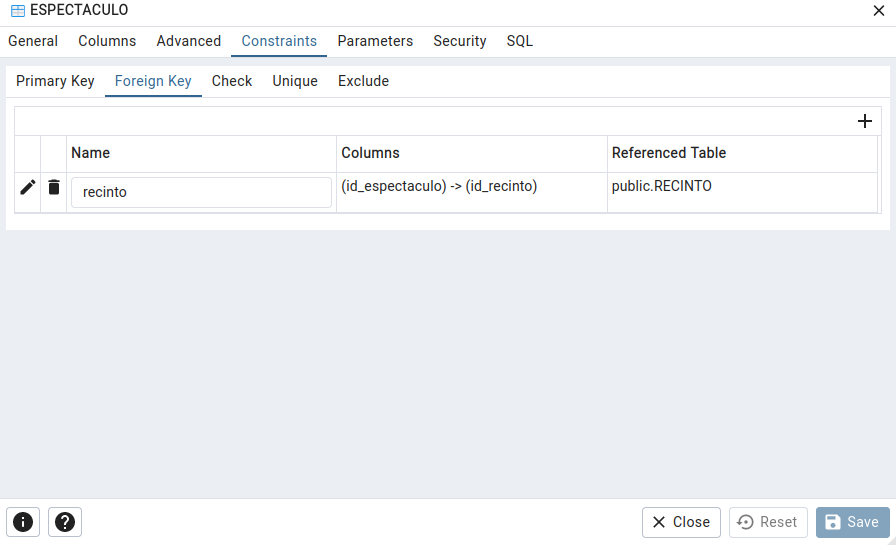 ESPECTACULO
General Columns Advanced Constraints Parameters Security SQL
Primary Key Foreign Key Check Unique Exclude
Name Columns Referenced Table
recinto (id_espectaculo) -> (id_recinto) public.RECINTO
Close Reset Save